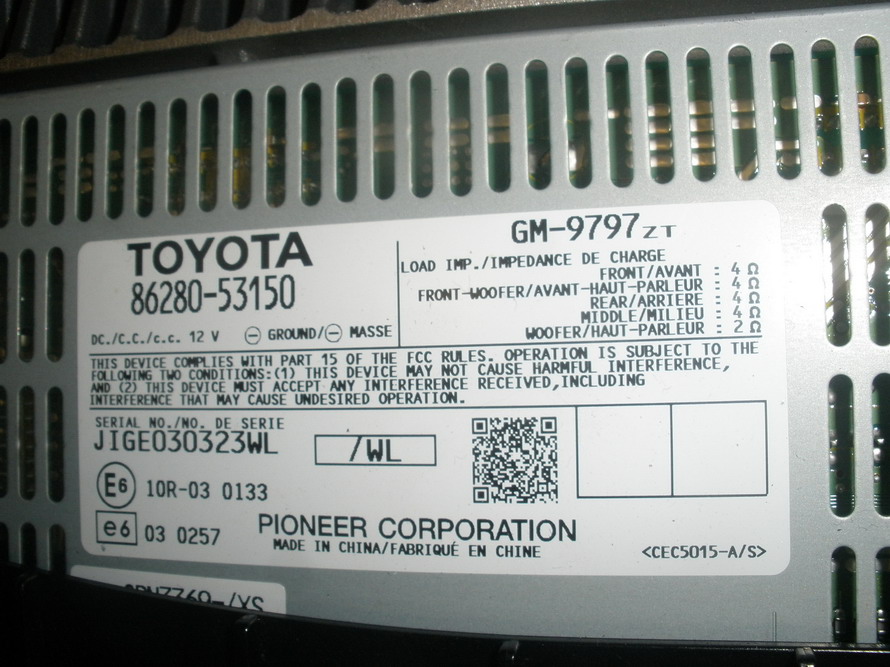 TOYOTA
86280-53150
DC./C.C./c.c. 12 V ⊖ GROUND/⊖ MASSE
GM-9797ZT
LOAD IMP./IMPEDANCE DE CHARGE
FRONT/AVANT : 4 Ω
FRONT-WOOFER/AVANT-HAUT-PARLEUR : 4 Ω
REAR/ARRIÈRE : 4 Ω
MIDDLE/MILIEU : 4 Ω
WOOFER/HAUT-PARLEUR : 2 Ω
THIS DEVICE COMPLIES WITH PART 15 OF THE FCC RULES. OPERATION IS SUBJECT TO THE
FOLLOWING TWO CONDITIONS:(1) THIS DEVICE MAY NOT CAUSE HARMFUL INTERFERENCE,
AND (2) THIS DEVICE MUST ACCEPT ANY INTERFERENCE RECEIVED,INCLUDING
INTERFERENCE THAT MAY CAUSE UNDESIRED OPERATION.
SERIAL NO./NO. DE SERIE
JIGE030323WL
/WL
E6 10R-03 0133
e6 03 0257
PIONEER CORPORATION
MADE IN CHINA/FABRIQUÉ EN CHINE
<CEC5015-A/S>